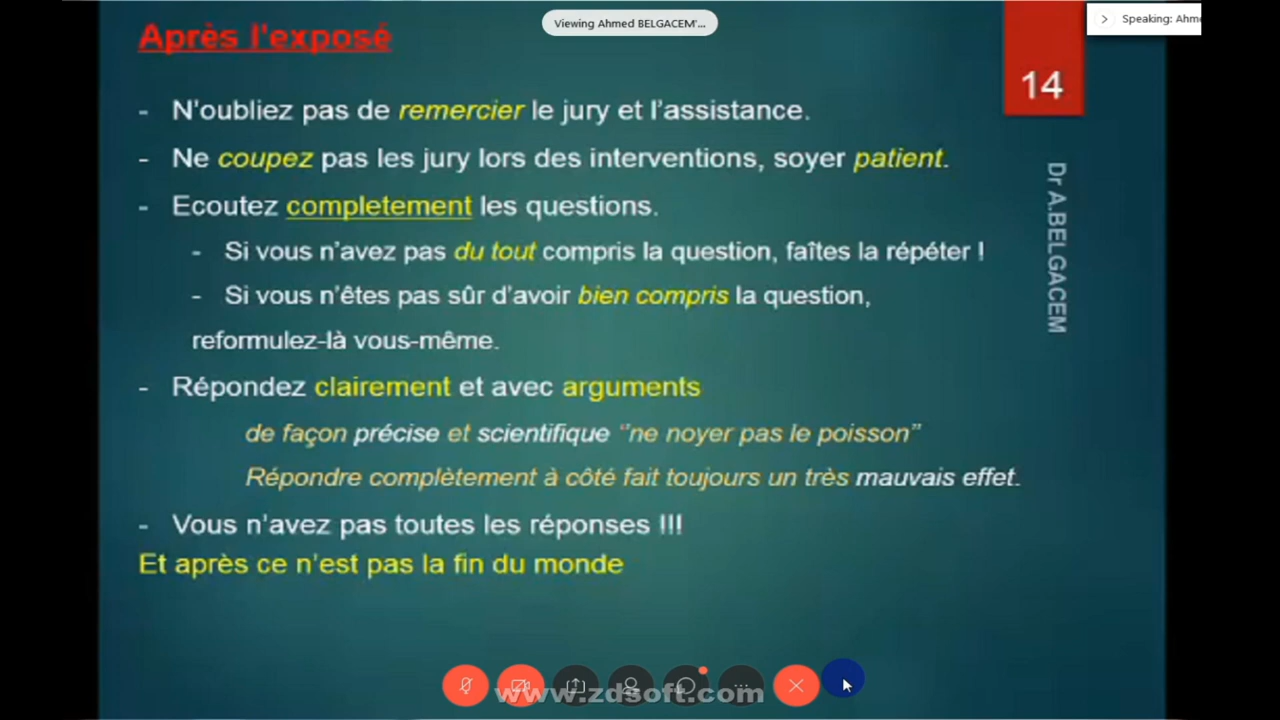 Viewing Ahmed BELGACEM'...
Speaking: Ahm
Après l'exposé
14
- N'oubliez pas de remercier le jury et l'assistance.
- Ne coupez pas les jury lors des interventions, soyer patient.
- Ecoutez completement les questions.
- Si vous n'avez pas du tout compris la question, faîtes la répéter !
- Si vous n'êtes pas sûr d'avoir bien compris la question,
reformulez-là vous-même.
- Répondez clairement et avec arguments
de façon précise et scientifique ‘’ne noyer pas le poisson’’
Répondre complètement à côté fait toujours un très mauvais effet.
- Vous n'avez pas toutes les réponses !!!
Et après ce n'est pas la fin du monde
Dr A.BELGACEM
www.zdsoft.com